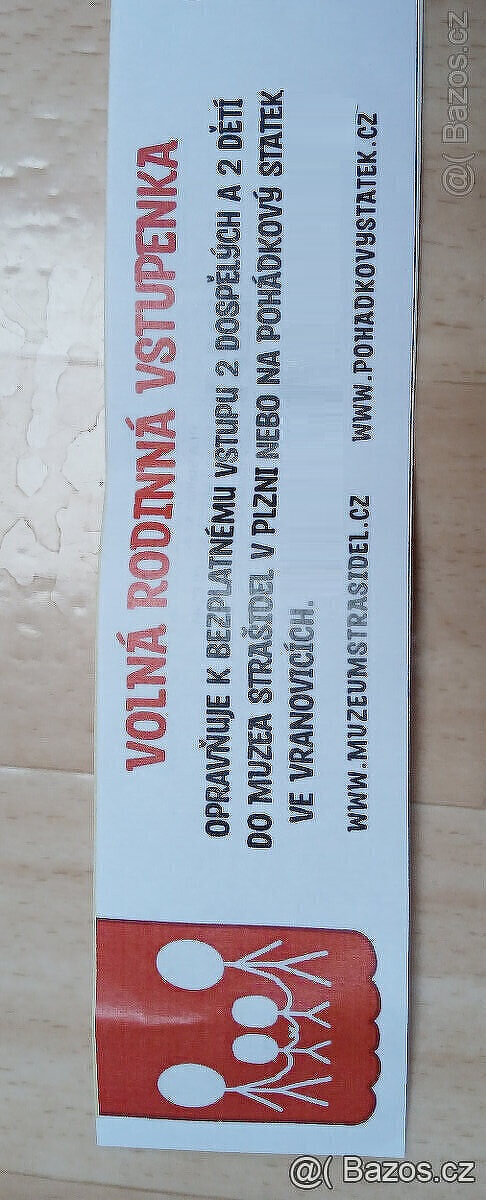 VOLNÁ RODINNÁ VSTUPENKA
OPRAVŇUJE K BEZPLATNÉMU VSTUPU 2 DOSPĚLÝCH A 2 DĚTÍ
DO MUZEA STRAŠIDEL V PLZNI NEBO NA POHÁDKOVÝ STATEK
VE VRANOVICÍCH.
WWW.MUZEUMSTRASIDEL.CZ WWW.POHADKOVYSTATEK.CZ
@( Bazos.cz
@( Bazos.cz